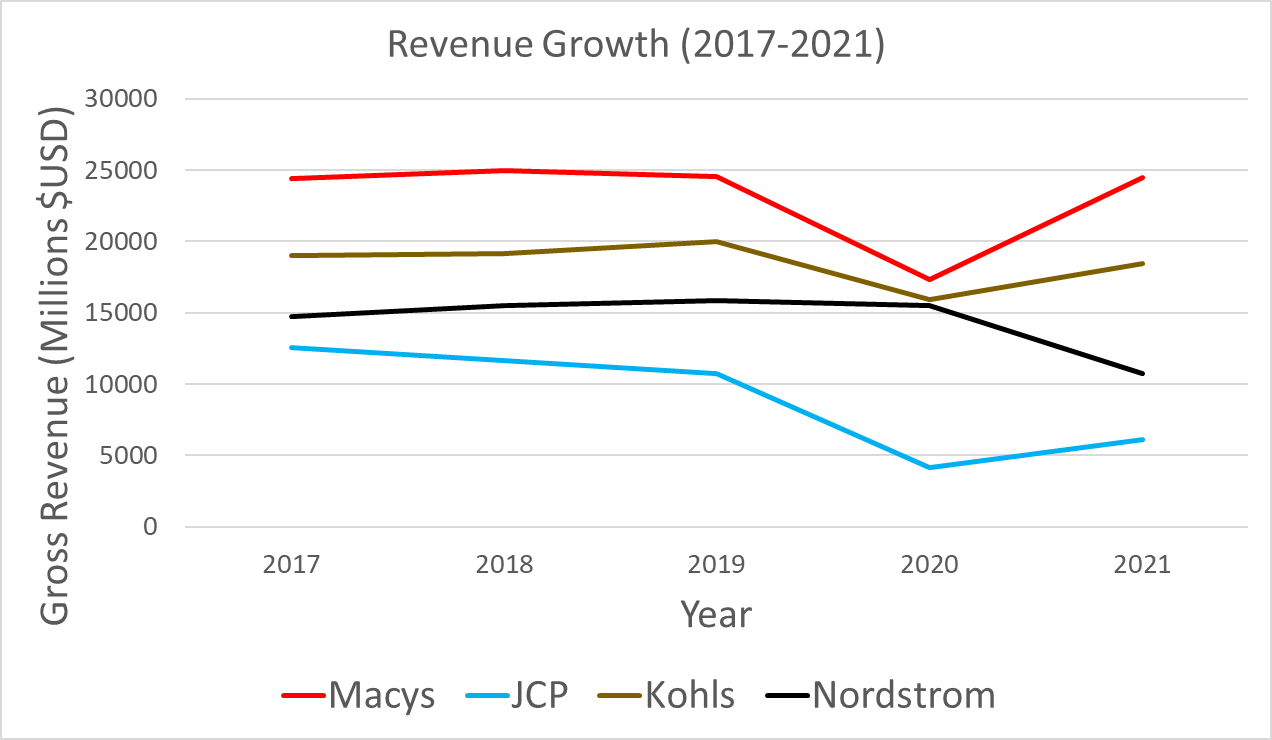 Revenue Growth (2017-2021)
Gross Revenue (Millions $USD)
30000
25000
20000
15000
10000
5000
0
2017 2018 2019 2020 2021
Year
Macys JCP Kohls Nordstrom